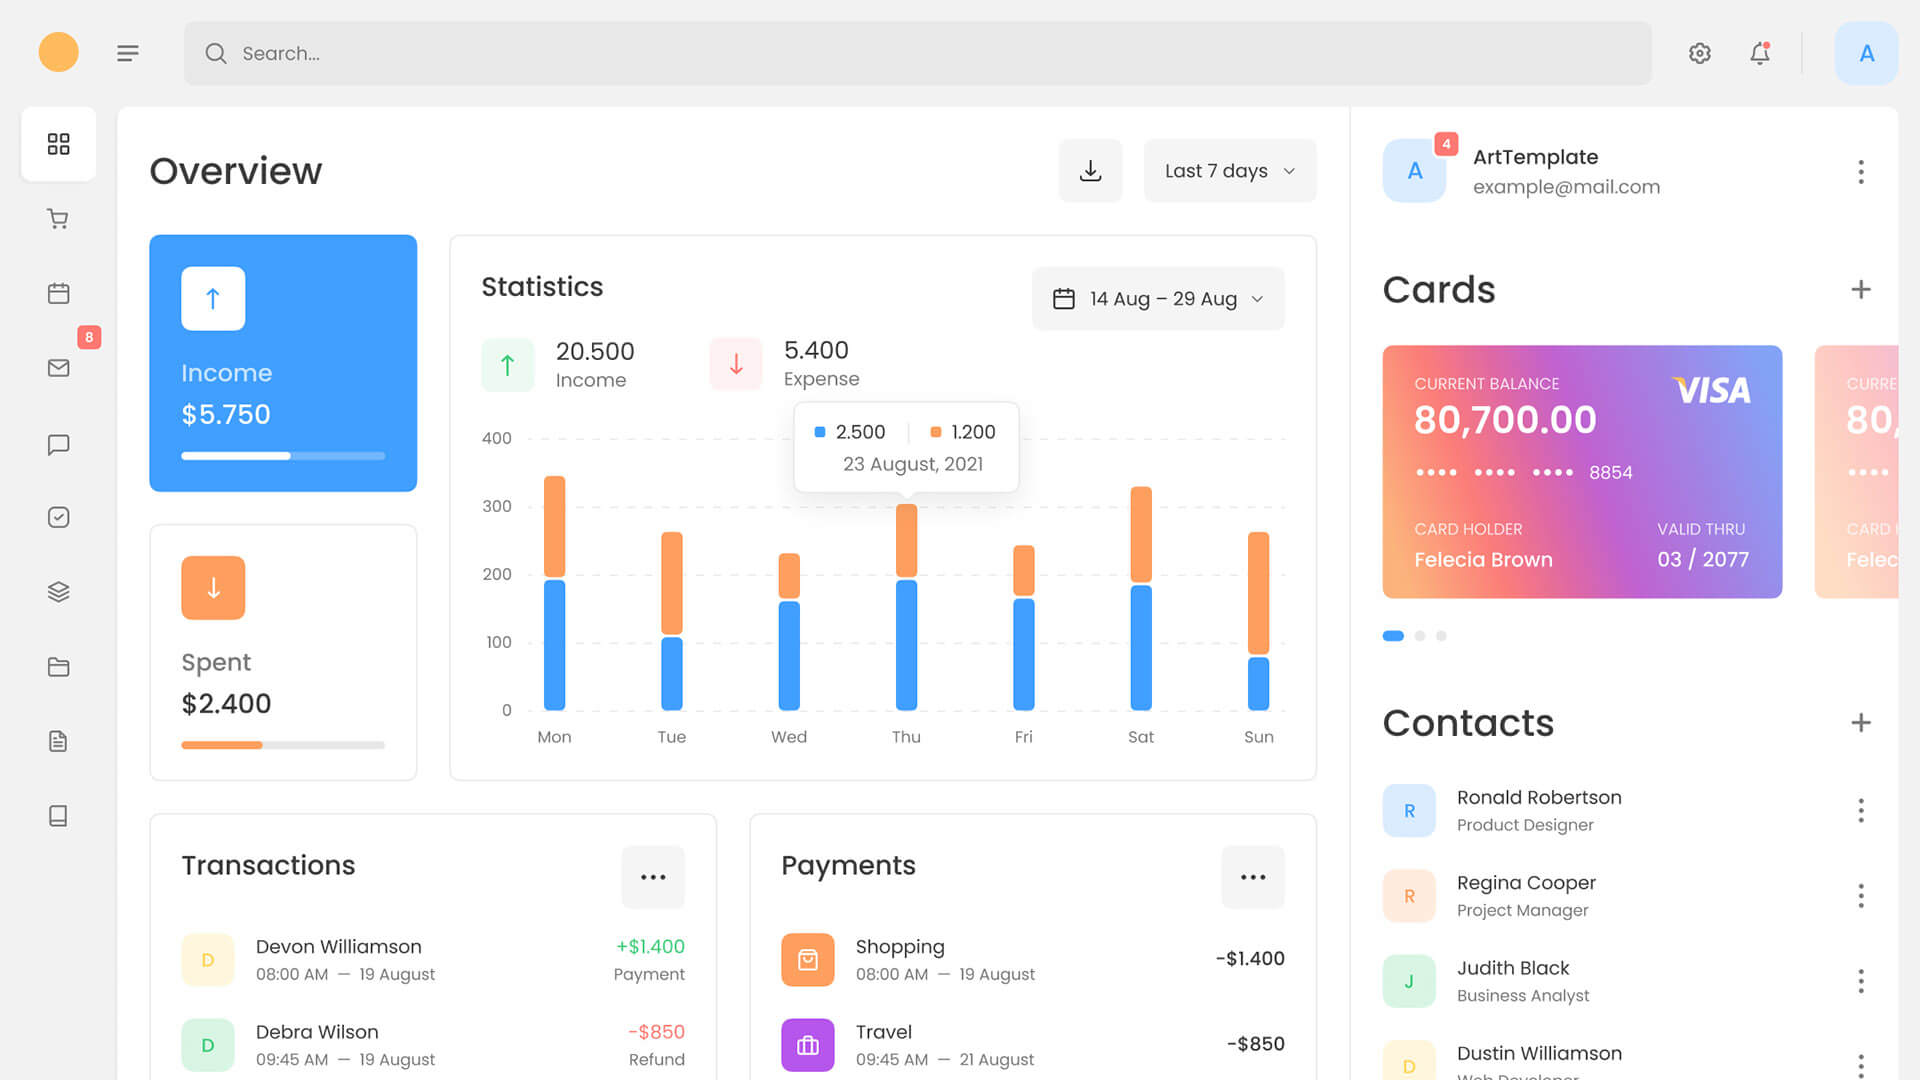 Search...
A
Overview
Last 7 days
Income
$5.750
Spent
$2.400
Statistics
14 Aug – 29 Aug
20.500
Income
5.400
Expense
2.500
1.200
23 August, 2021
400
300
200
100
0
Mon
Tue
Wed
Thu
Fri
Sat
Sun
8
Transactions
D
Devon Williamson
08:00 AM — 19 August
+$1.400
Payment
D
Debra Wilson
09:45 AM — 19 August
-$850
Refund
Payments
Shopping
08:00 AM — 19 August
-$1.400
Travel
09:45 AM — 21 August
-$850
A
4
ArtTemplate
example@mail.com
Cards
CURRENT BALANCE
VISA
80,700.00
•••• •••• •••• 8854
CARD HOLDER
VALID THRU
Felecia Brown
03 / 2077
CURRE
80,
••••
CARD
Felec
Contacts
R
Ronald Robertson
Product Designer
R
Regina Cooper
Project Manager
J
Judith Black
Business Analyst
D
Dustin Williamson
Web Developer